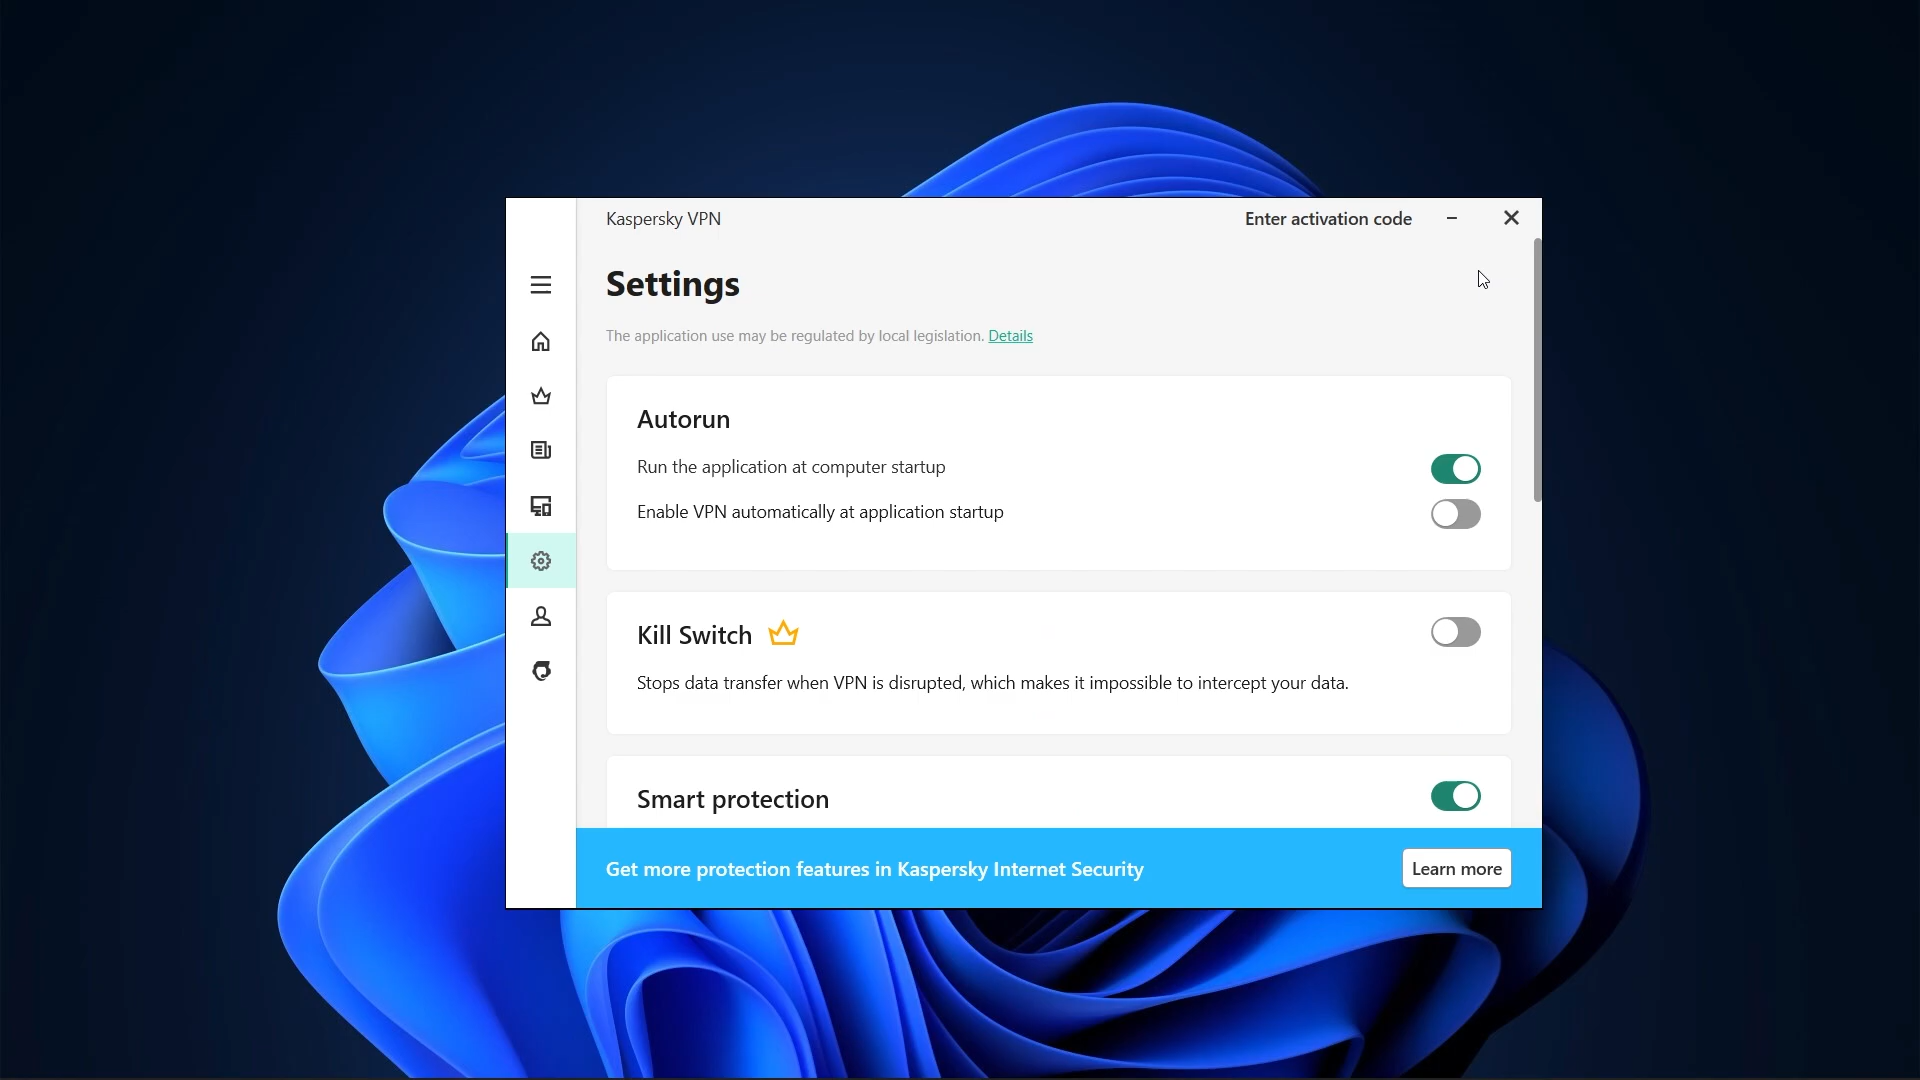 Kaspersky VPN
Enter activation code
Settings
The application use may be regulated by local legislation. Details
Autorun
Run the application at computer startup
Enable VPN automatically at application startup
Kill Switch
Stops data transfer when VPN is disrupted, which makes it impossible to intercept your data.
Smart protection
Get more protection features in Kaspersky Internet Security
Learn more